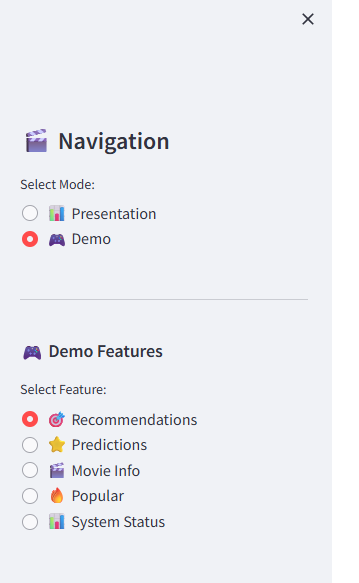 🎬 Navigation
Select Mode:
📊 Presentation
🎮 Demo
🎮 Demo Features
Select Feature:
🎯 Recommendations
⭐ Predictions
🎬 Movie Info
🔥 Popular
📊 System Status